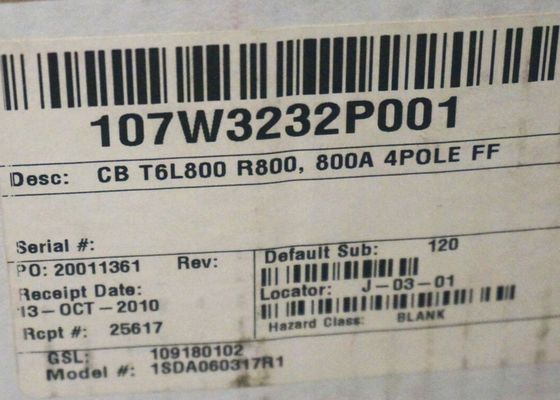 107W3232P001
Desc: CB T6L800 R800, 800A 4POLE FF
Serial #:
PO: 20011361 Rev:
Receipt Date:
13-OCT-2010
Rcpt #: 25617
Default Sub: 120
Locator: J-03-01
Hazard Class: BLANK
GSL: 109180102
Model #: 1SDA060317R1